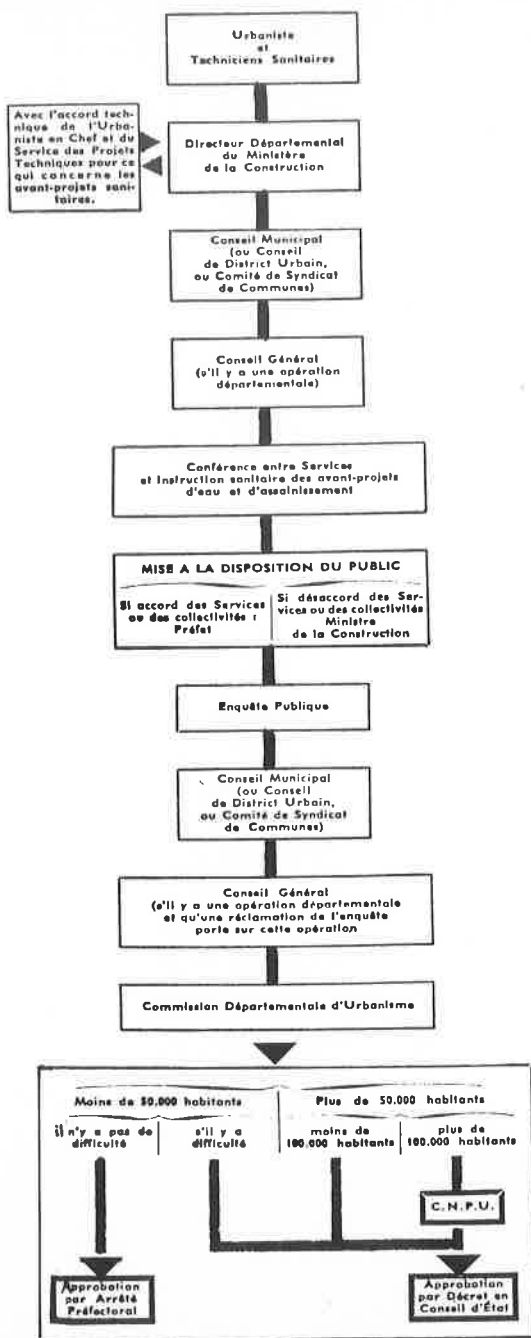 Urbaniste
et
Techniciens Sanitaires
Avec l'accord tech-
nique de l'Urba-
niste en Chef et du
Service des Projets
Techniques pour ce
qui concerne les
avant-projets sani-
taires.
Directeur Départemental
du Ministère
de la Construction
Conseil Municipal
(ou Conseil
de District Urbain,
ou Comité de Syndicat
de Communes)
Conseil Général
(s'il y a une opération
départementale)
Conférence entre Services
et Instruction sanitaire des avant-projets
d'eau et d'assainissement
MISE A LA DISPOSITION DU PUBLIC
Si accord des Services
ou des collectivités :
Préfet
Si désaccord des Ser-
vices ou des collectivités
Ministre
de la Construction
Enquête Publique
Conseil Municipal
(ou Conseil
de District Urbain,
ou Comité de Syndicat
de Communes)
Conseil Général
(s'il y a une opération départementale
et qu'une réclamation de l'enquête
porte sur cette opération
Commission Départementale d'Urbanisme
Moins de 50.000 habitants
Plus de 50.000 habitants
il n'y a pas de
difficulté
s'il y a
difficulté
moins de
100.000 habitants
plus de
100.000 habitants
C.N.P.U.
Approbation
par Arrêté
Préfectoral
Approbation
par Décret en
Conseil d'État